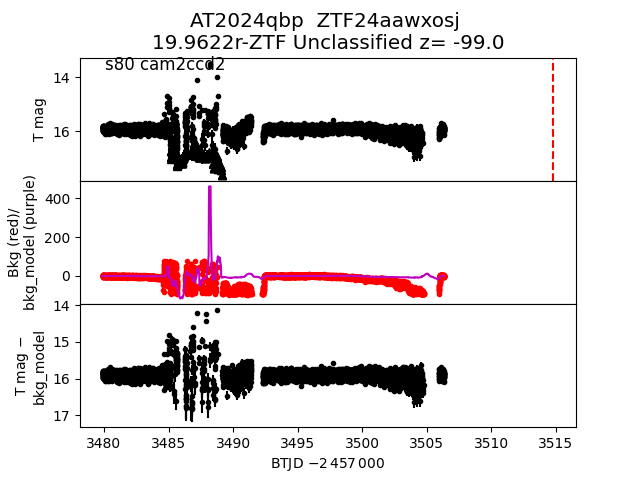 AT2024qbp  ZTF24aawxosj
19.9622r-ZTF Unclassified z= -99.0
s80 cam2ccd2
14
16
T mag
400
200
0
Bkg (red)/
bkg_model (purple)
14
15
16
17
T mag −
bkg_model
3480 3485 3490 3495 3500 3505 3510 3515
BTJD −2 457 000